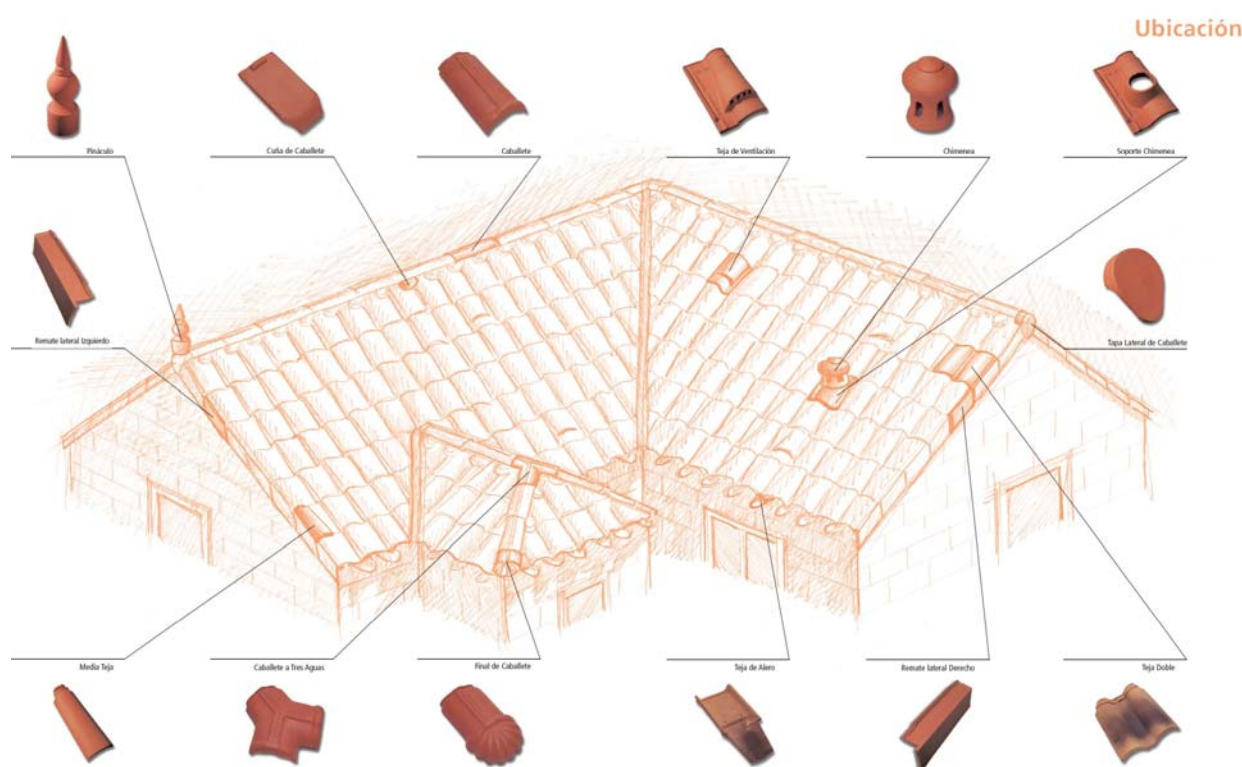 Ubicación
Pináculo
Cuña de Caballete
Caballete
Teja de Ventilación
Chimenea
Soporte Chimenea
Remate lateral Izquierdo
Tapa Lateral de Caballete
Media Teja
Caballete a Tres Aguas
Final de Caballete
Teja de Alero
Remate lateral Derecho
Teja Doble